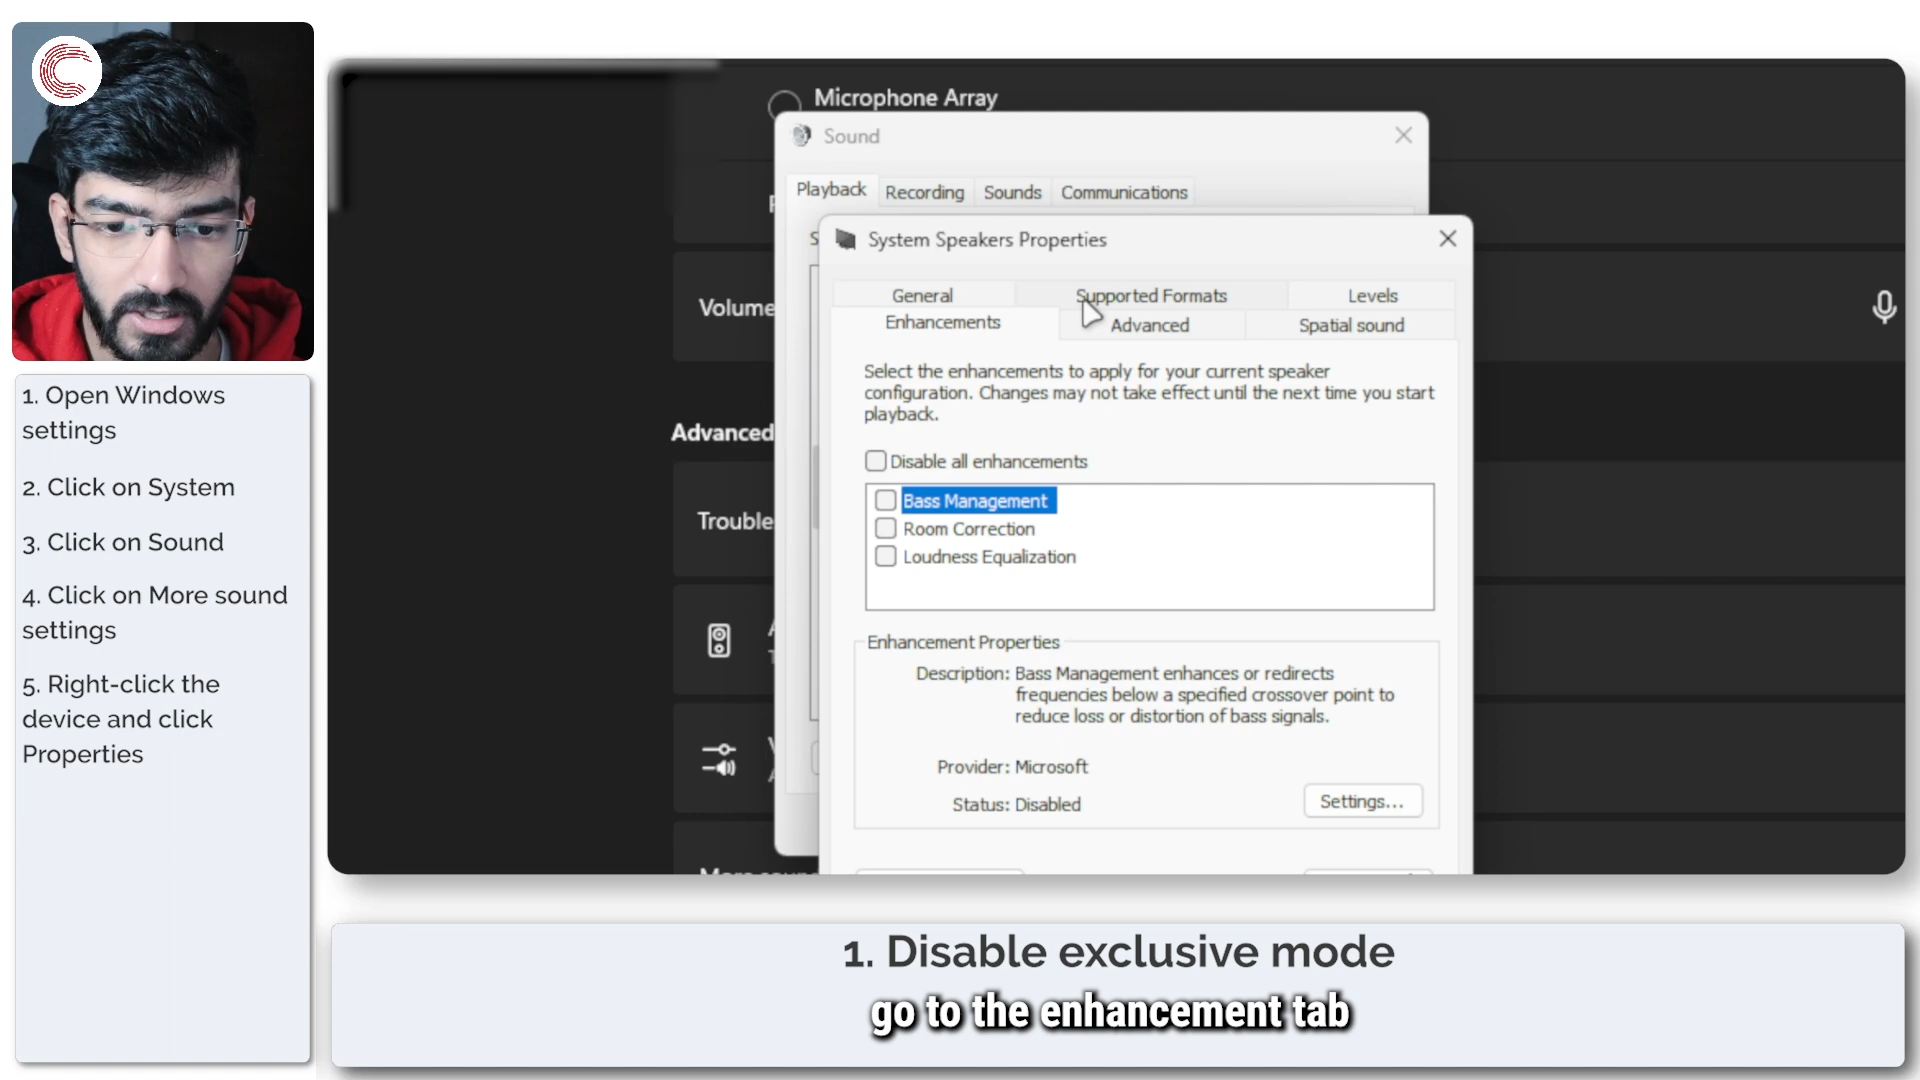 1. Open Windows
settings
2. Click on System
3. Click on Sound
4. Click on More sound
settings
5. Right-click the
device and click
Properties
Microphone Array
Sound
Playback
Recording
Sounds
Communications
System Speakers Properties
General
Supported Formats
Levels
Enhancements
Advanced
Spatial sound
Volume
Select the enhancements to apply for your current speaker
configuration. Changes may not take effect until the next time you start
playback.
Advanced
Disable all enhancements
Bass Management
Room Correction
Loudness Equalization
Trouble
Enhancement Properties
Description: Bass Management enhances or redirects
frequencies below a specified crossover point to
reduce loss or distortion of bass signals.
Provider: Microsoft
Status: Disabled
Settings...
1. Disable exclusive mode
go to the enhancement tab